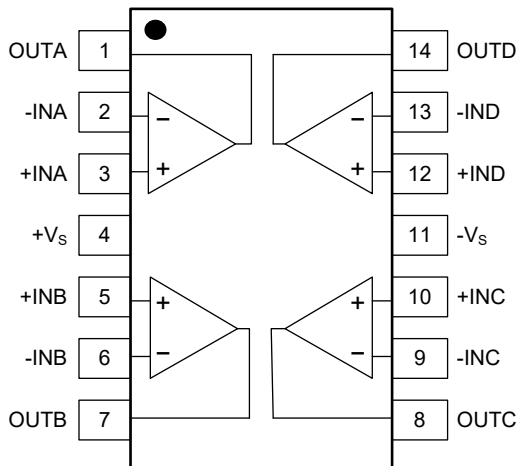 OUTA 1 14 OUTD
-INA 2 − − 13 -IND
+INA 3 + + 12 +IND
+VS 4 11 -VS
+INB 5 + + 10 +INC
-INB 6 − − 9 -INC
OUTB 7 8 OUTC